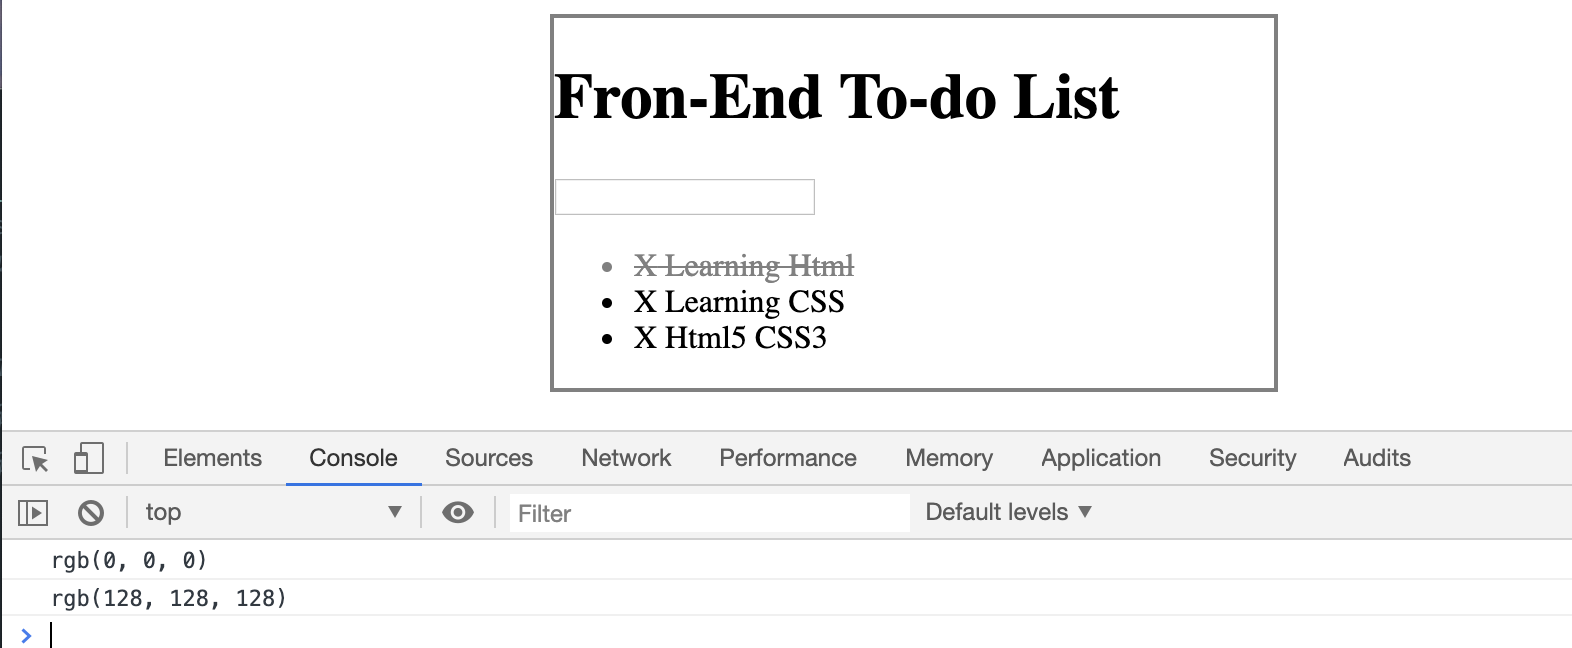 Fron-End To-do List
X Learning Html
X Learning CSS
X Html5 CSS3
Elements Console Sources Network Performance Memory Application Security Audits
top Filter Default levels
rgb(0, 0, 0)
rgb(128, 128, 128)